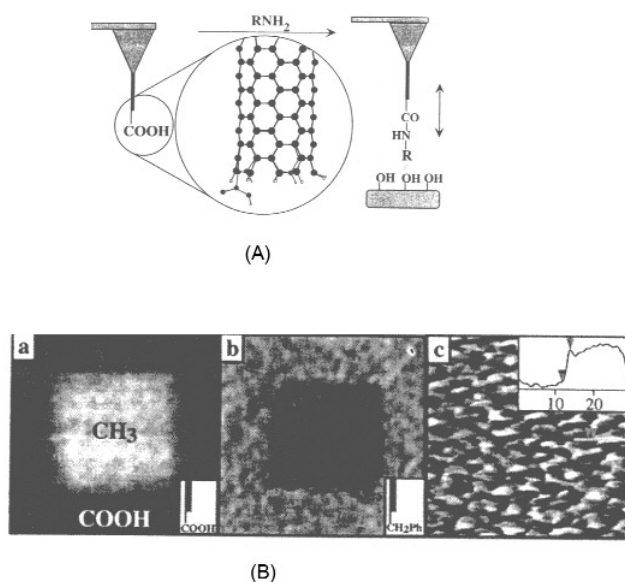 RNH2
COOH
CO
HN
R
OH OH OH
(A)
a
CH3
COOH
COOH
b
CH2Ph
c
10 20
(B)